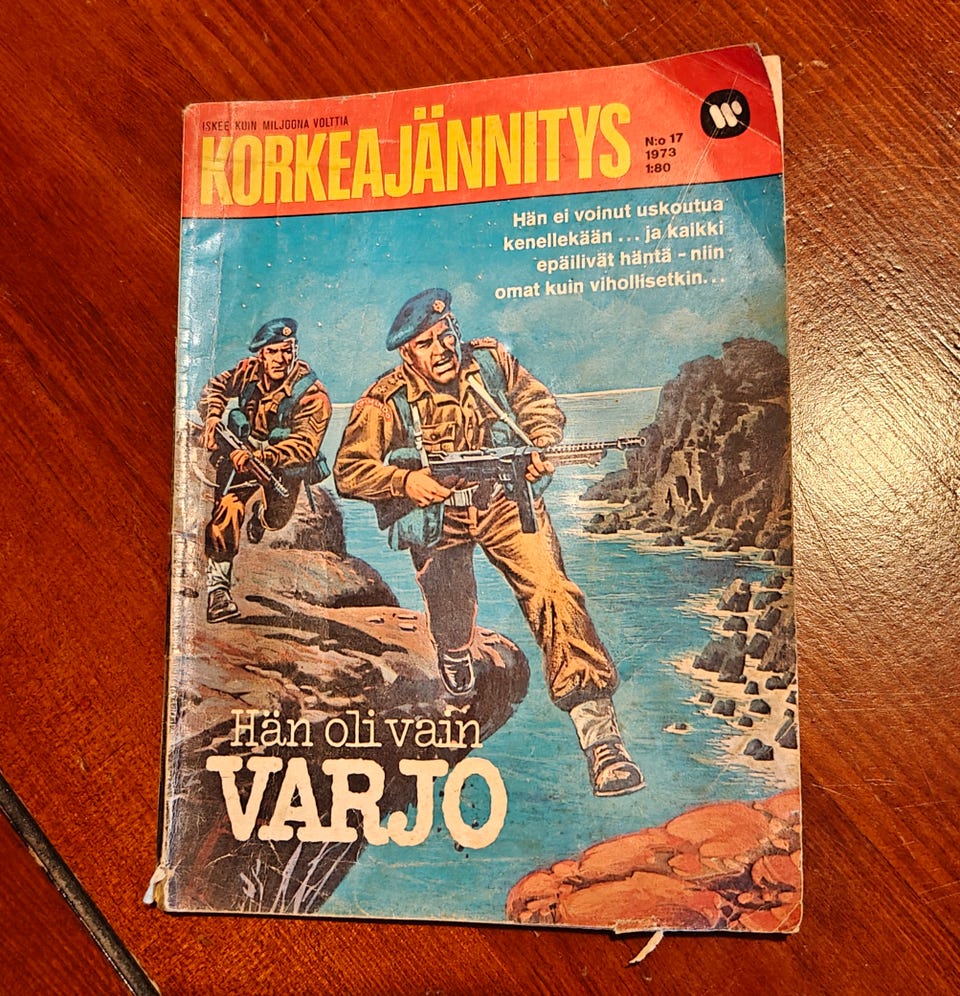 ISKEE KUIN MILJOONA VOLTTIA
KORKEAJÄNNITYS
N:o 17
1973
1:80
Hän ei voinut uskoutua
kenellekään ... ja kaikki
epäilivät häntä - niin
omat kuin vihollisetkin...
Hän oli vain
VARJO